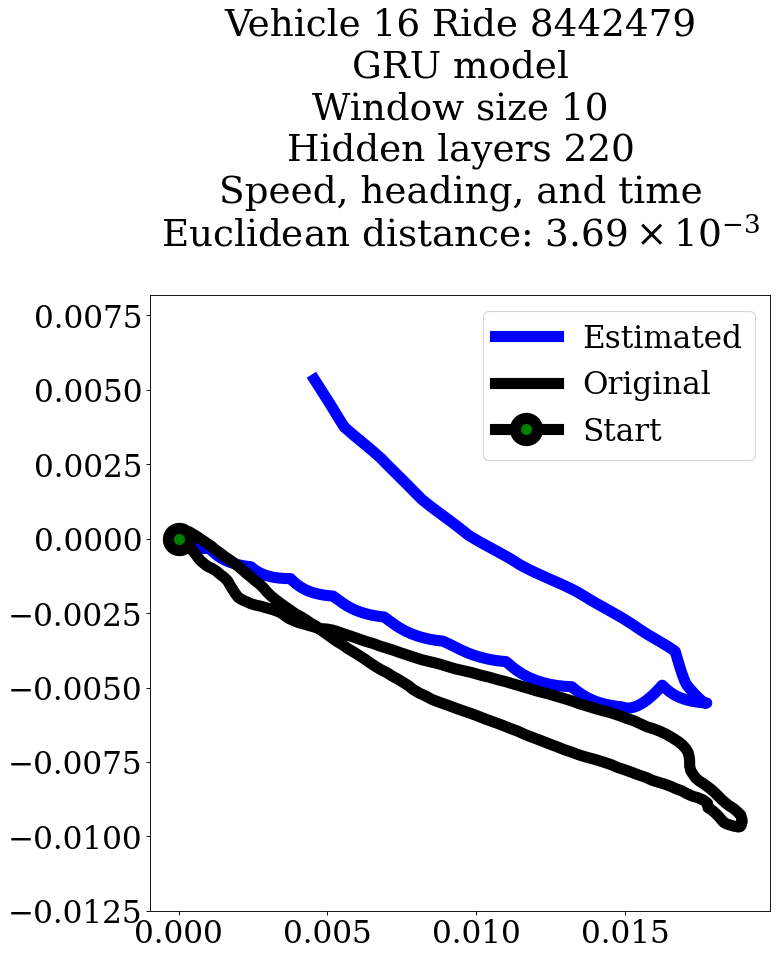 Vehicle 16 Ride 8442479
GRU model
Window size 10
Hidden layers 220
Speed, heading, and time
Euclidean distance: 3.69 × 10⁻³
Estimated
Original
Start
0.0075
0.0050
0.0025
0.0000
−0.0025
−0.0050
−0.0075
−0.0100
−0.0125
0.000 0.005 0.010 0.015